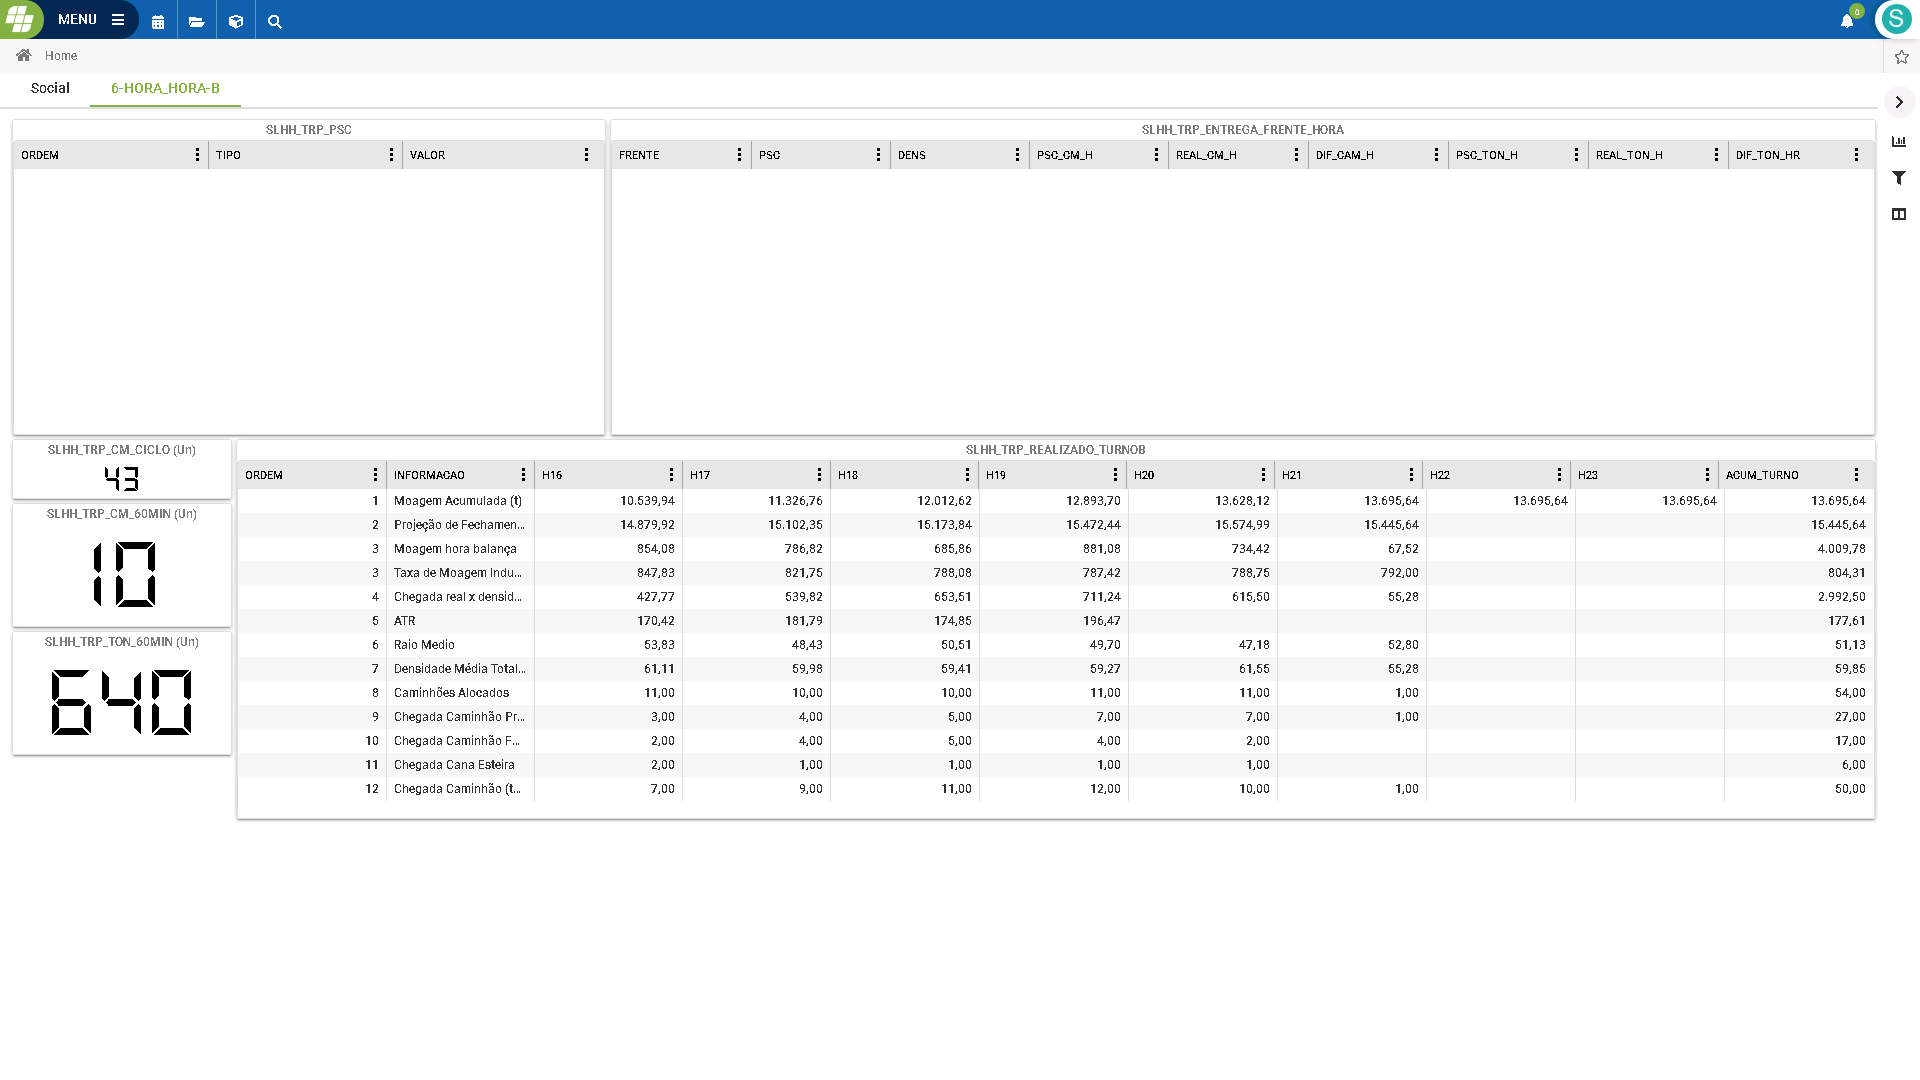 MENU
0
S
Home
Social 6-HORA_HORA-B
SLHH_TRP_PSC
ORDEM TIPO VALOR
SLHH_TRP_ENTREGA_FRENTE_HORA
FRENTE PSC DENS PSC_CM_H REAL_CM_H DIF_CAM_H PSC_TON_H REAL_TON_H DIF_TON_HR
SLHH_TRP_CM_CICLO (Un)
43
SLHH_TRP_CM_60MIN (Un)
10
SLHH_TRP_TON_60MIN (Un)
640
SLHH_TRP_REALIZADO_TURNOB
ORDEM INFORMACAO H16 H17 H18 H19 H20 H21 H22 H23 ACUM_TURNO
1 Moagem Acumulada (t) 10.539,94 11.326,76 12.012,62 12.893,70 13.628,12 13.695,64 13.695,64 13.695,64 13.695,64
2 Projeção de Fechamen... 14.879,92 15.102,35 15.173,84 15.472,44 15.574,99 15.445,64 15.445,64
3 Moagem hora balança 854,08 786,82 685,86 881,08 734,42 67,52 4.009,78
3 Taxa de Moagem Indu... 847,83 821,75 788,08 787,42 788,75 792,00 804,31
4 Chegada real x densid... 427,77 539,82 653,51 711,24 615,50 55,28 2.992,50
5 ATR 170,42 181,79 174,85 196,47 177,61
6 Raio Medio 53,83 48,43 50,51 49,70 47,18 52,80 51,13
7 Densidade Média Total... 61,11 59,98 59,41 59,27 61,55 55,28 59,85
8 Caminhões Alocados 11,00 10,00 10,00 11,00 11,00 1,00 54,00
9 Chegada Caminhão Pr... 3,00 4,00 5,00 7,00 7,00 1,00 27,00
10 Chegada Caminhão F... 2,00 4,00 5,00 4,00 2,00 17,00
11 Chegada Cana Esteira 2,00 1,00 1,00 1,00 1,00 6,00
12 Chegada Caminhão (t... 7,00 9,00 11,00 12,00 10,00 1,00 50,00